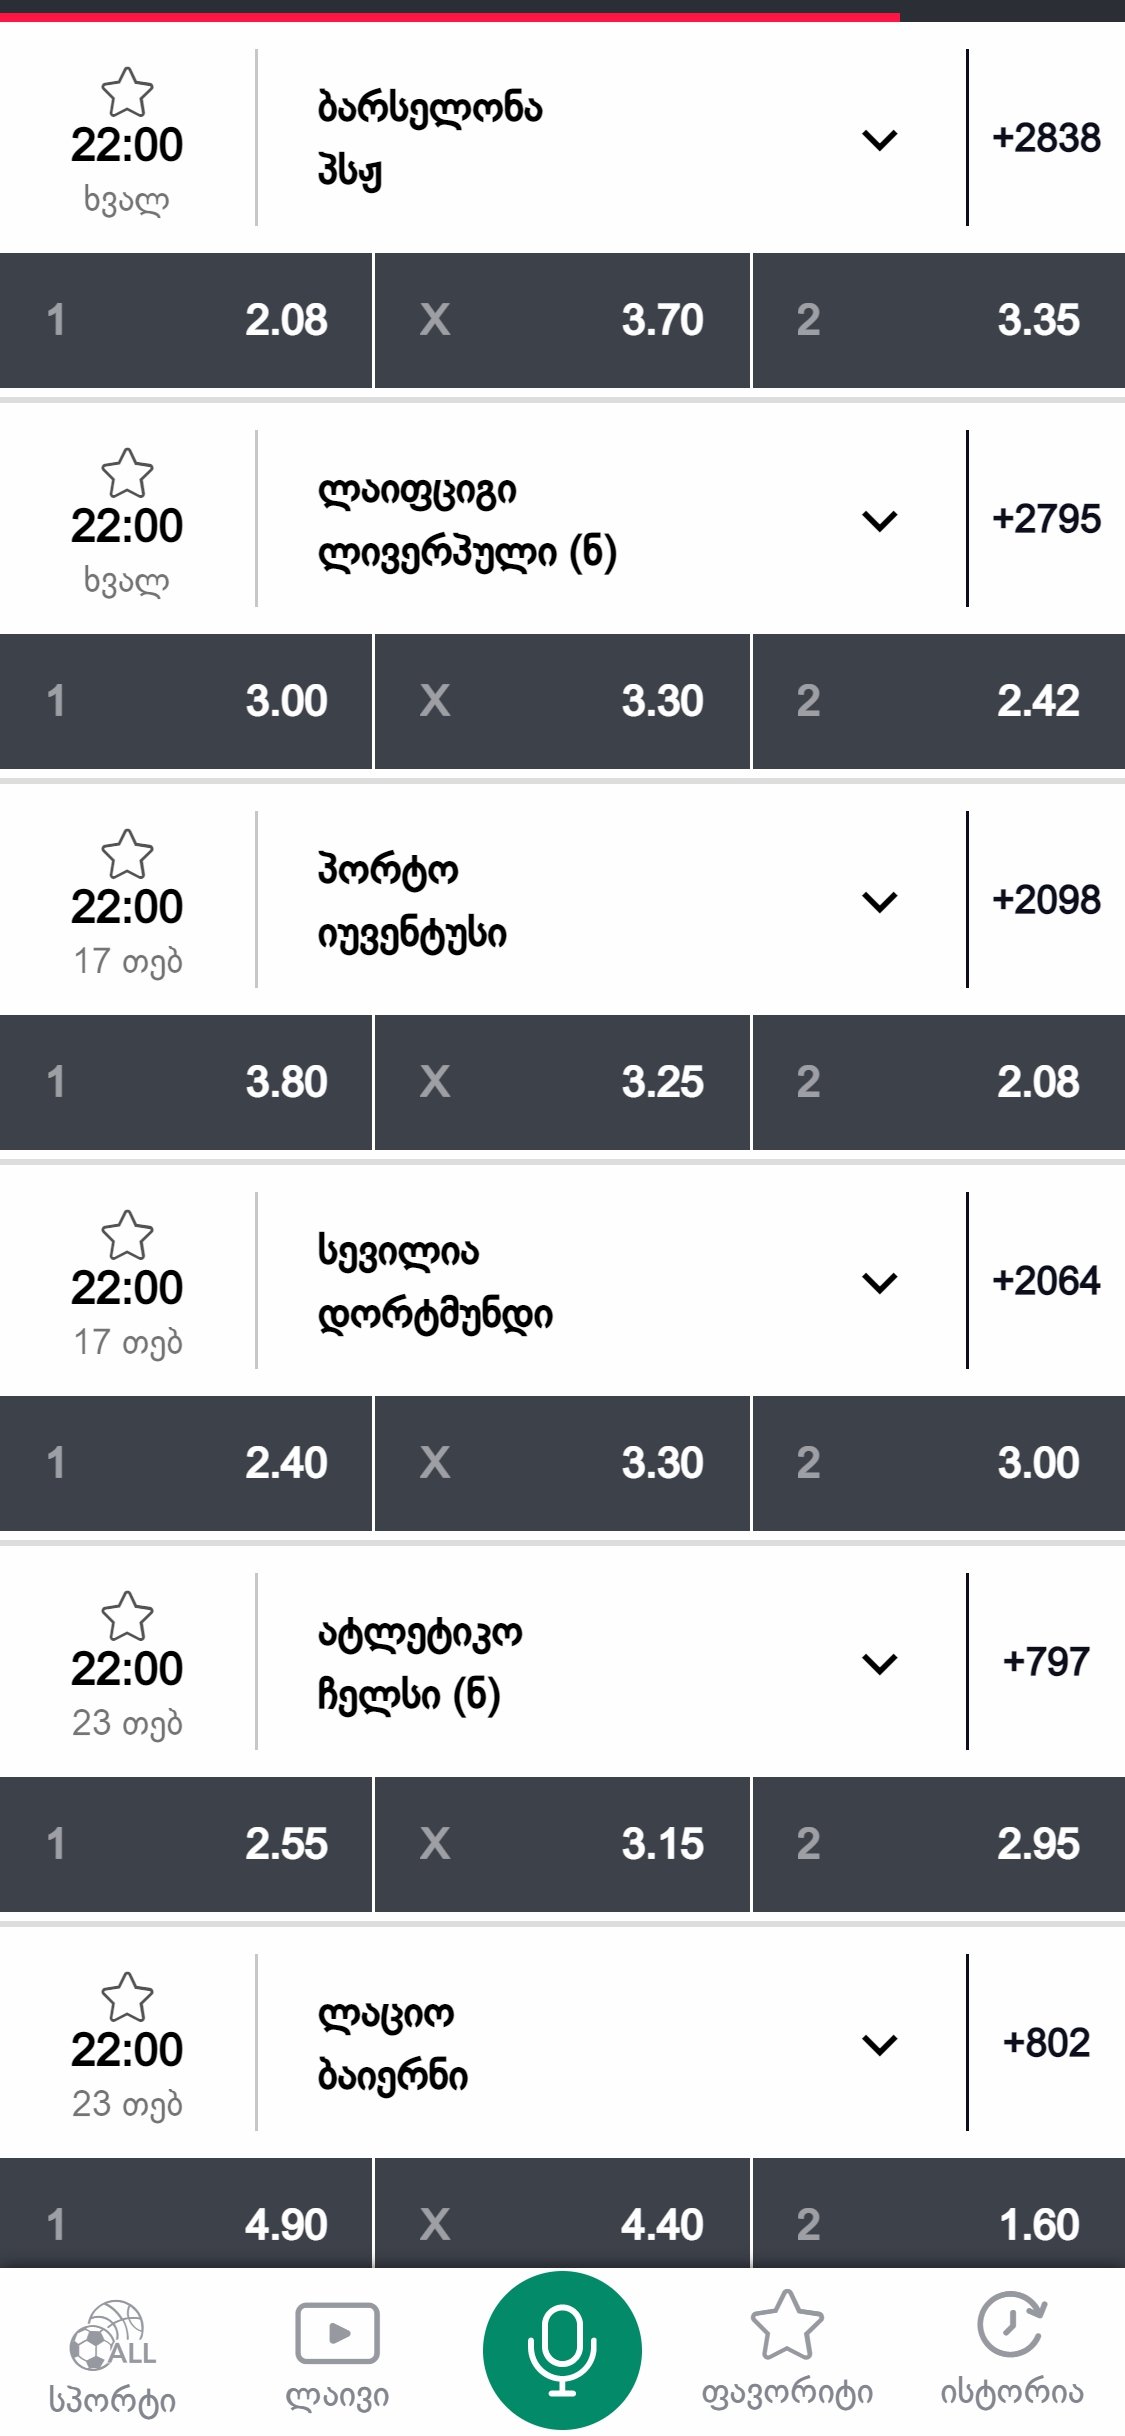 ბარსელონა
22:00
+2838
პსჟ
ხვალ
1 2.08 X 3.70 2 3.35
ლაიფციგი
22:00
+2795
ლივერპული (ნ)
ხვალ
1 3.00 X 3.30 2 2.42
პორტო
22:00
+2098
იუვენტუსი
17 თებ
1 3.80 X 3.25 2 2.08
სევილია
22:00
+2064
დორტმუნდი
17 თებ
1 2.40 X 3.30 2 3.00
ატლეტიკო
22:00
+797
ჩელსი (ნ)
23 თებ
1 2.55 X 3.15 2 2.95
ლაციო
22:00
+802
ბაიერნი
23 თებ
1 4.90 X 4.40 2 1.60
ALL
სპორტი ლაივი ფავორიტი ისტორია